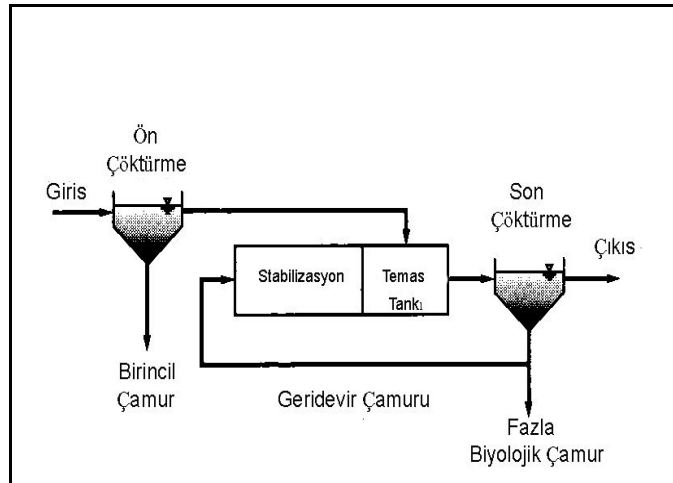 Ön
Çöktürme
Giris
Son
Çöktürme
Çıkıs
Stabilizasyon
Temas
Tankı
Birincil
Çamur
Geridevir Çamuru
Fazla
Biyolojik Çamur